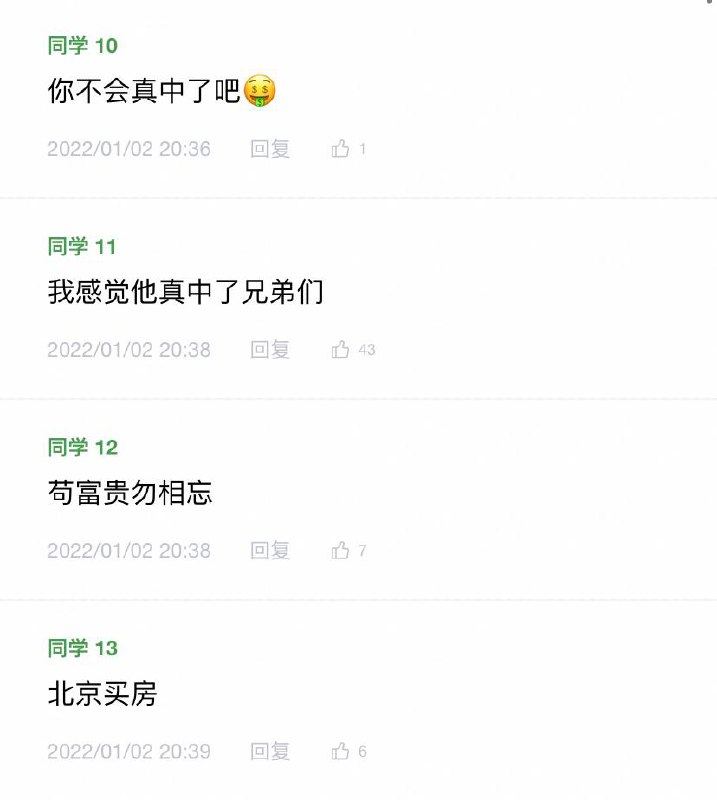 同学 10
你不会真中了吧🤑
2022/01/02 20:36 回复 1
同学 11
我感觉他真中了兄弟们
2022/01/02 20:38 回复 43
同学 12
苟富贵勿相忘
2022/01/02 20:38 回复 7
同学 13
北京买房
2022/01/02 20:39 回复 6